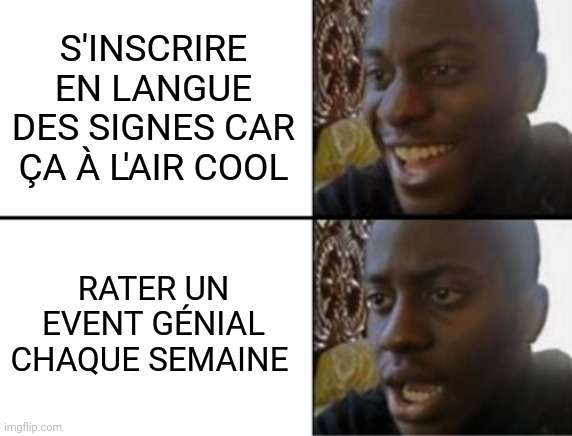 S'INSCRIRE
EN LANGUE
DES SIGNES CAR
ÇA À L'AIR COOL
RATER UN
EVENT GÉNIAL
CHAQUE SEMAINE
imgflip.com